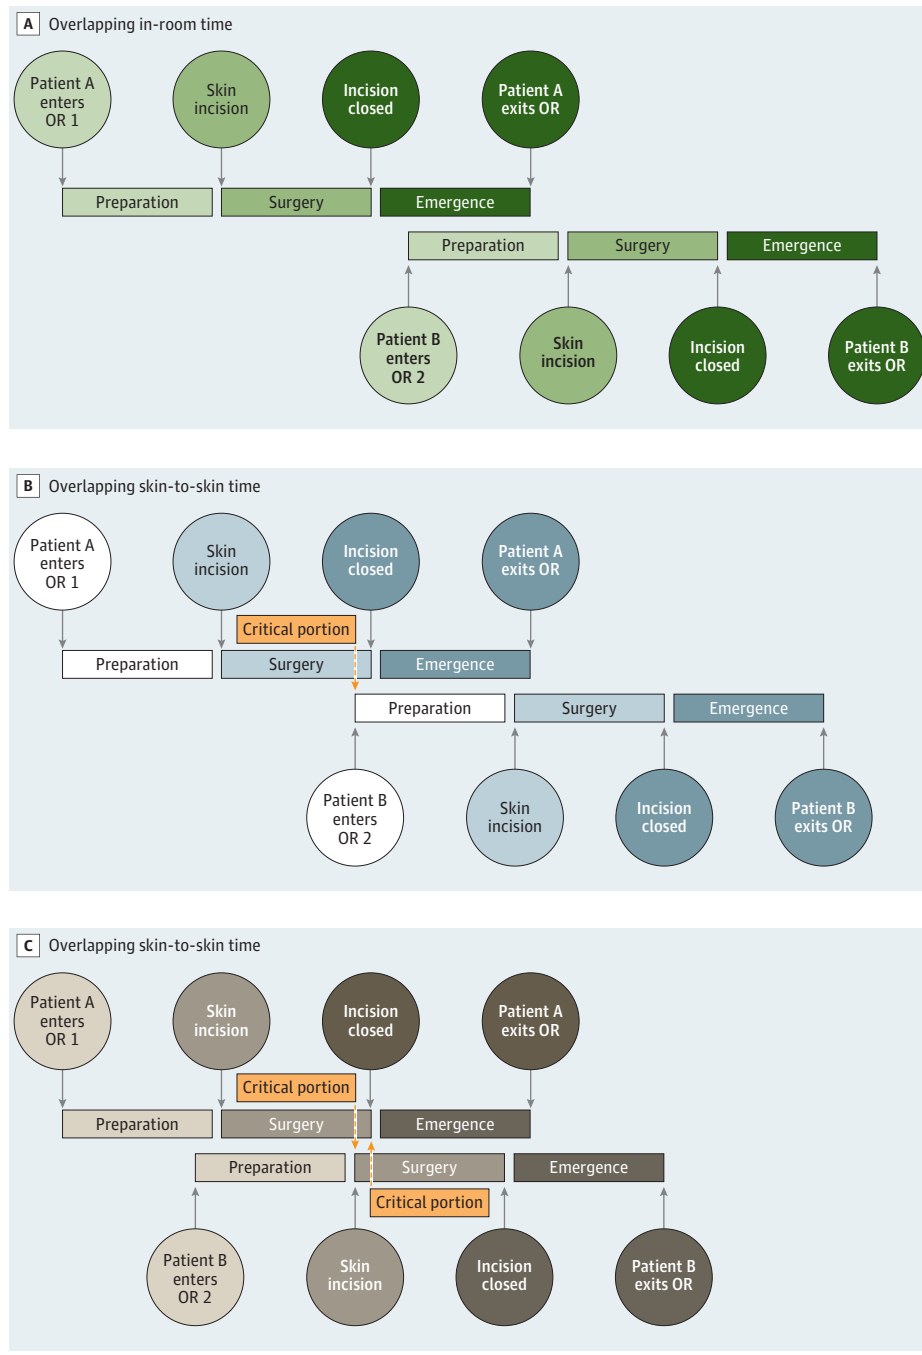 A Overlapping in-room time
Patient A
enters
OR 1
Skin
incision
Incision
closed
Patient A
exits OR
Preparation
Surgery
Emergence
Preparation
Surgery
Emergence
Patient B
enters
OR 2
Skin
incision
Incision
closed
Patient B
exits OR
B Overlapping skin-to-skin time
Patient A
enters
OR 1
Skin
incision
Incision
closed
Patient A
exits OR
Critical portion
Preparation
Surgery
Emergence
Preparation
Surgery
Emergence
Patient B
enters
OR 2
Skin
incision
Incision
closed
Patient B
exits OR
C Overlapping skin-to-skin time
Patient A
enters
OR 1
Skin
incision
Incision
closed
Patient A
exits OR
Critical portion
Preparation
Surgery
Emergence
Preparation
Surgery
Emergence
Critical portion
Patient B
enters
OR 2
Skin
incision
Incision
closed
Patient B
exits OR